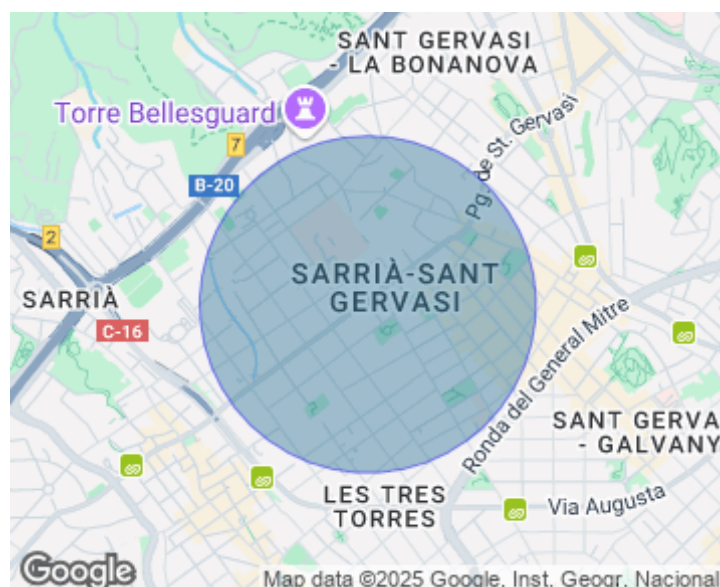 SANT GERVASI
- LA BONANOVA
Torre Bellesguard
7
Pg. de St. Gervasi
B-20
2
SARRIÀ-SANT
GERVASI
SARRIÀ
C-16
Ronda del General Mitre
SANT GERVA
- GALVANY
LES TRES
TORRES
Via Augusta
Google
Map data ©2025 Google, Inst. Geogr. Nacional